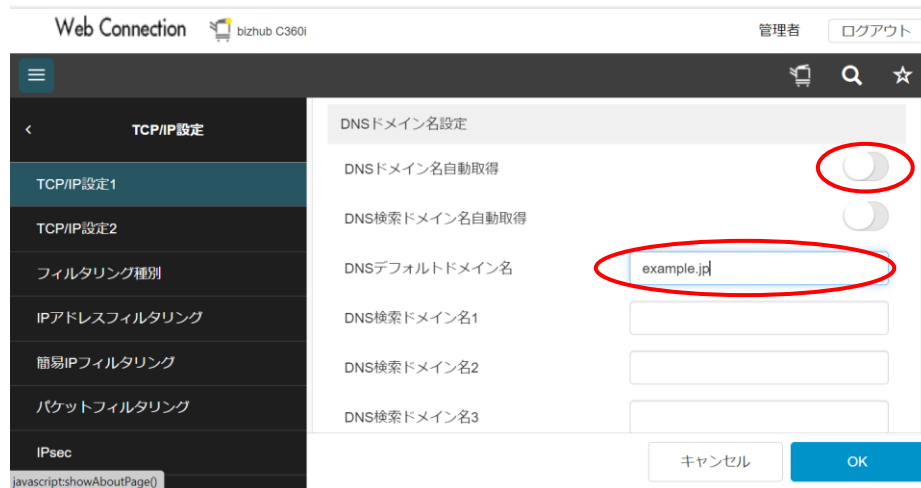 Web Connection
bizhub C360i
管理者
ログアウト
TCP/IP設定
TCP/IP設定1
TCP/IP設定2
フィルタリング種別
IPアドレスフィルタリング
簡易IPフィルタリング
パケットフィルタリング
IPsec
javascript:showAboutPage()
DNSドメイン名設定
DNSドメイン名自動取得
DNS検索ドメイン名自動取得
DNSデフォルトドメイン名
example.jp
DNS検索ドメイン名1
DNS検索ドメイン名2
DNS検索ドメイン名3
キャンセル
OK